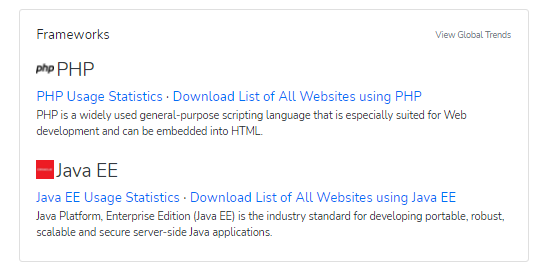 Frameworks
View Global Trends
php PHP
PHP Usage Statistics · Download List of All Websites using PHP
PHP is a widely used general-purpose scripting language that is especially suited for Web
development and can be embedded into HTML.
Java EE
Java EE Usage Statistics · Download List of All Websites using Java EE
Java Platform, Enterprise Edition (Java EE) is the industry standard for developing portable, robust,
scalable and secure server-side Java applications.